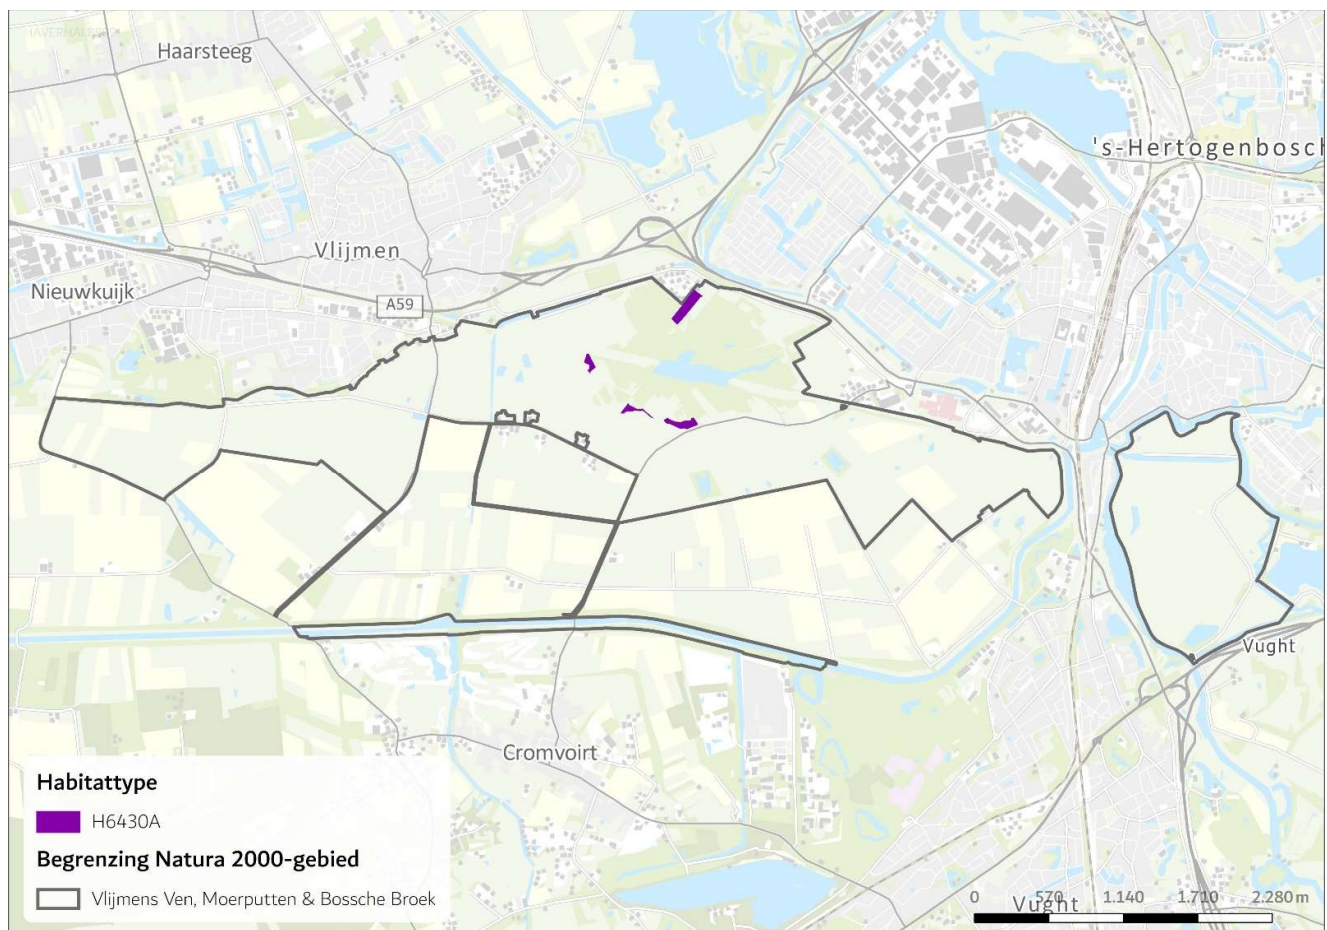 HAVERHALS
Haarsteeg
's-Hertogenbosch
Vlijmen
Nieuwkuijk
A59
Vught
Cromvoirt
Habitattype
H6430A
Begrenzing Natura 2000-gebied
Vlijmens Ven, Moerputten & Bossche Broek
0 570 1.140 1.710 2.280 m
Vught